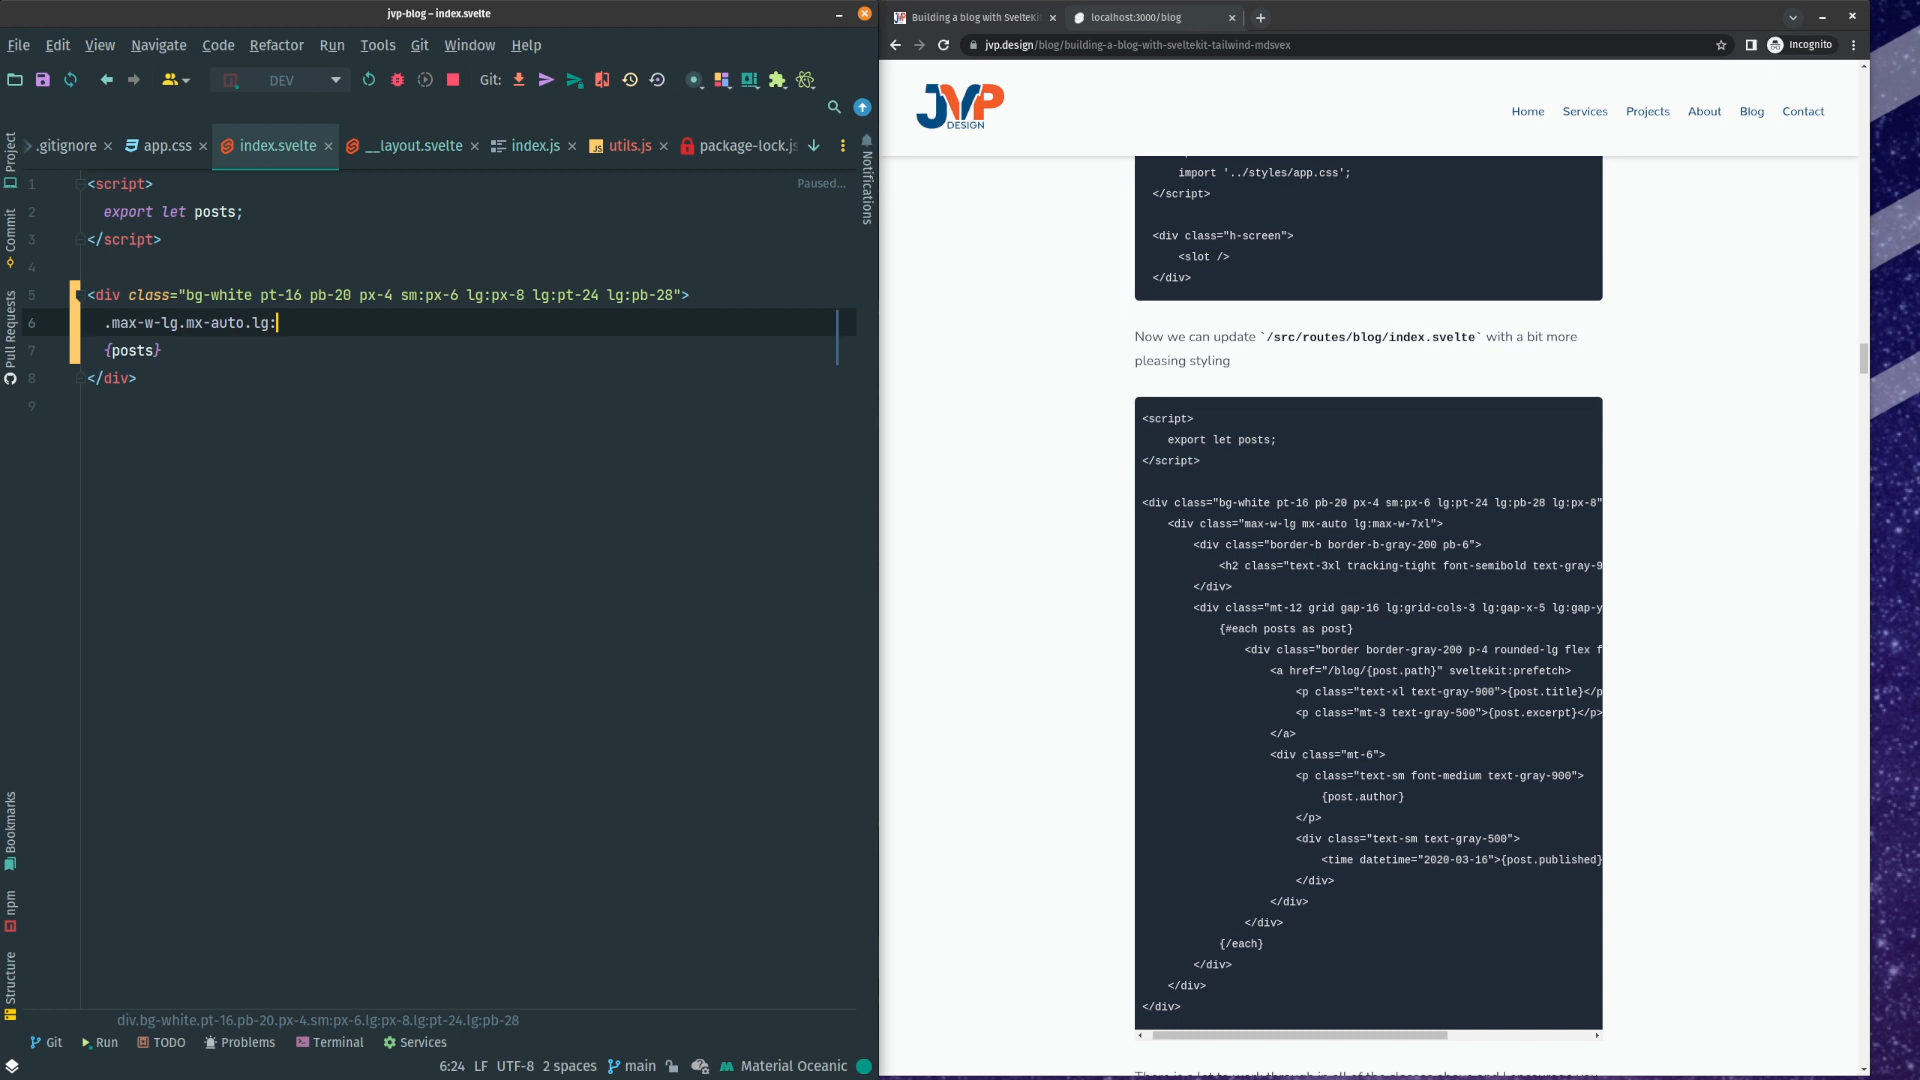 jvp-blog – index.svelte
File Edit View Navigate Code Refactor Run Tools Git Window Help
DEV
Git:
.gitignore
app.css
index.svelte
__layout.svelte
index.js
utils.js
package-lock.js
Project
Commit
Pull Requests
Bookmarks
npm
Structure
Notifications
Paused...
1 <script>
2 export let posts;
3 </script>
4
5 <div class="bg-white pt-16 pb-20 px-4 sm:px-6 lg:px-8 lg:pt-24 lg:pb-28">
6 .max-w-lg.mx-auto.lg:
7 {posts}
8 </div>
9
div.bg-white.pt-16.pb-20.px-4.sm:px-6.lg:px-8.lg:pt-24.lg:pb-28
Git Run TODO Problems Terminal Services
6:24 LF UTF-8 2 spaces main Material Oceanic
Building a blog with SvelteKit
localhost:3000/blog
jvp.design/blog/building-a-blog-with-sveltekit-tailwind-mdsvex
Incognito
JVP
DESIGN
Home Services Projects About Blog Contact
import '../styles/app.css';
</script>
<div class="h-screen">
<slot />
</div>
Now we can update `/src/routes/blog/index.svelte` with a bit more
pleasing styling
<script>
export let posts;
</script>
<div class="bg-white pt-16 pb-20 px-4 sm:px-6 lg:pt-24 lg:pb-28 lg:px-8"
<div class="max-w-lg mx-auto lg:max-w-7xl">
<div class="border-b border-b-gray-200 pb-6">
<h2 class="text-3xl tracking-tight font-semibold text-gray-9
</div>
<div class="mt-12 grid gap-16 lg:grid-cols-3 lg:gap-x-5 lg:gap-y
{#each posts as post}
<div class="border border-gray-200 p-4 rounded-lg flex f
<a href="/blog/{post.path}" sveltekit:prefetch>
<p class="text-xl text-gray-900">{post.title}</p
<p class="mt-3 text-gray-500">{post.excerpt}</p>
</a>
<div class="mt-6">
<p class="text-sm font-medium text-gray-900">
{post.author}
</p>
<div class="text-sm text-gray-500">
<time datetime="2020-03-16">{post.published}
</div>
</div>
</div>
{/each}
</div>
</div>
</div>